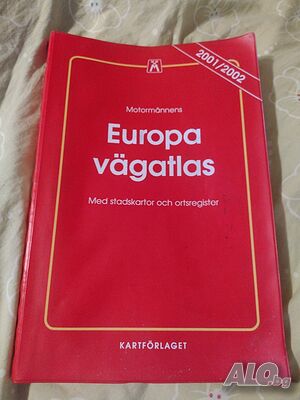 2001/2002
Motormännens
Europa
vägatlas
Med stadskartor och ortsregister
KARTFÖRLAGET
ALO.bg